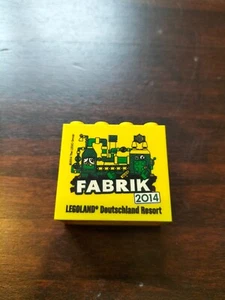 FABRIK
2014
LEGOLAND® Deutschland Resort